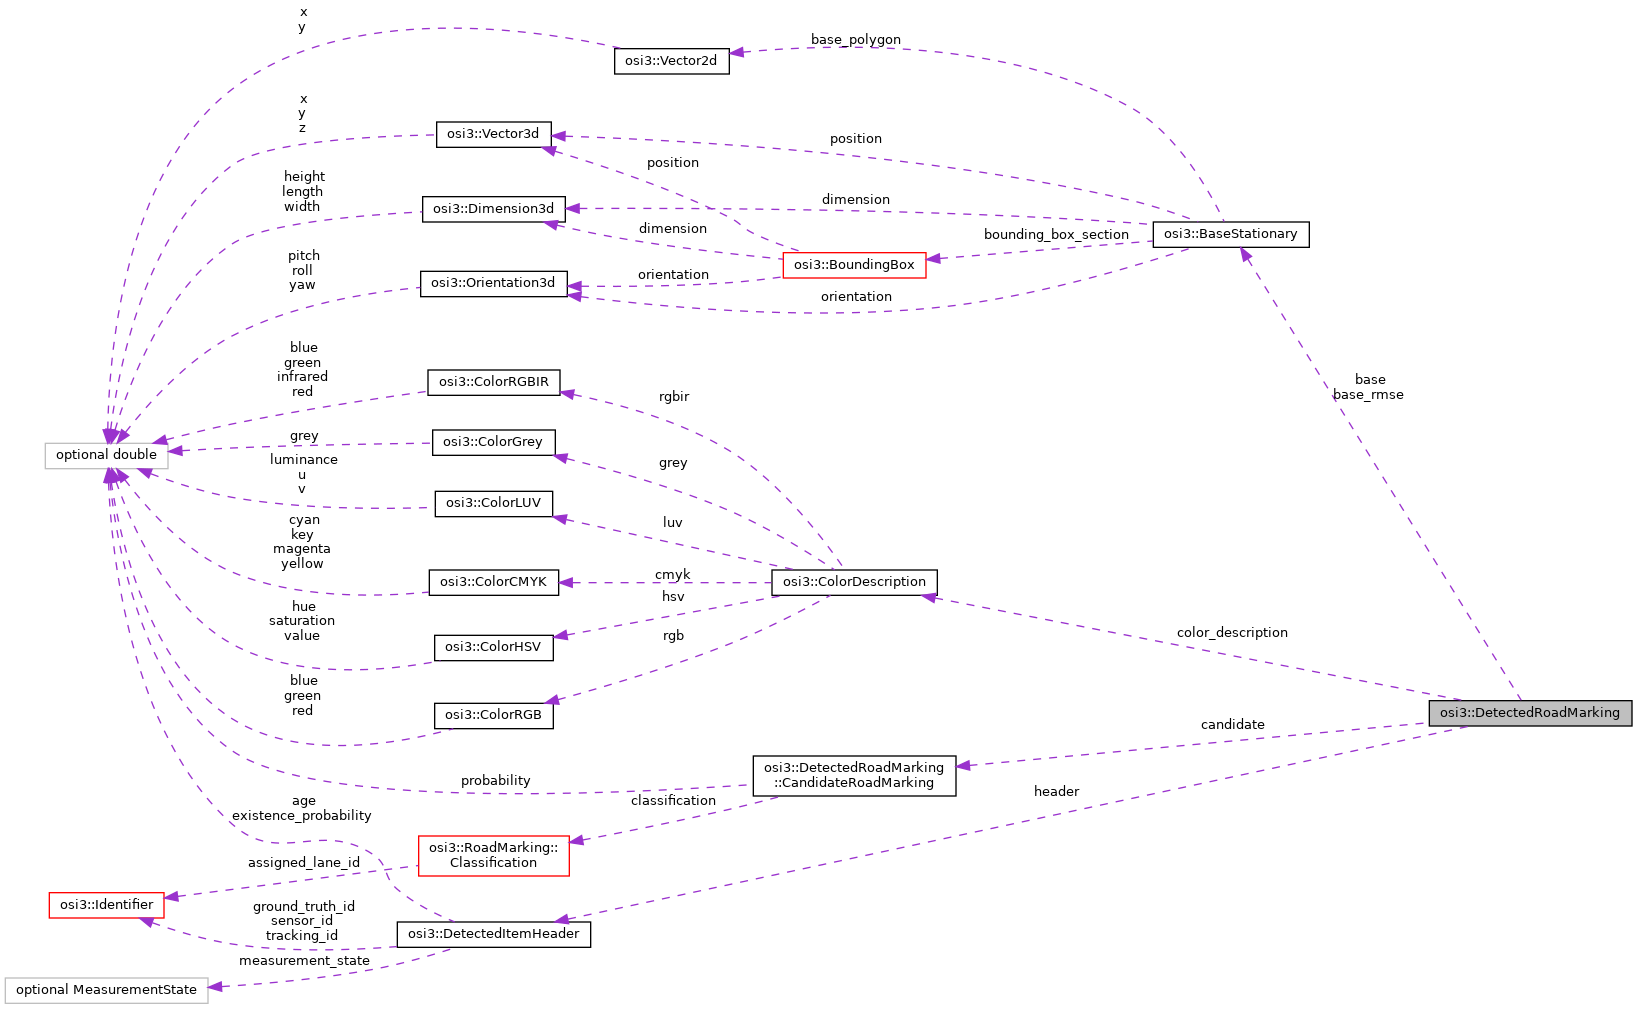 x
y
base_polygon
osi3::Vector2d
x
y
z
osi3::Vector3d
position
position
height
length
width
osi3::Dimension3d
dimension
dimension
bounding_box_section
osi3::BaseStationary
osi3::BoundingBox
pitch
roll
yaw
osi3::Orientation3d
orientation
orientation
blue
green
infrared
red
osi3::ColorRGBIR
rgbir
base
base_rmse
grey
osi3::ColorGrey
optional double
grey
luminance
u
v
osi3::ColorLUV
luv
cyan
key
magenta
yellow
osi3::ColorCMYK
cmyk
osi3::ColorDescription
hsv
hue
saturation
value
osi3::ColorHSV
rgb
color_description
blue
green
red
osi3::ColorRGB
osi3::DetectedRoadMarking
candidate
osi3::DetectedRoadMarking
::CandidateRoadMarking
probability
header
classification
age
existence_probability
osi3::RoadMarking::
Classification
assigned_lane_id
osi3::Identifier
ground_truth_id
sensor_id
tracking_id
osi3::DetectedItemHeader
measurement_state
optional MeasurementState